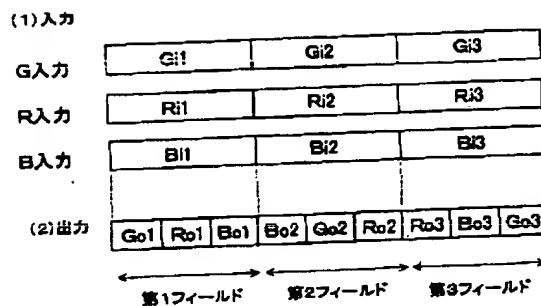 (1)入力
G入力 Gi1 Gi2 Gi3
R入力 Ri1 Ri2 Ri3
B入力 Bi1 Bi2 Bi3
(2)出力 Go1 Ro1 Bo1 Bo2 Go2 Ro2 Ro3 Bo3 Go3
第1フィールド 第2フィールド 第3フィールド